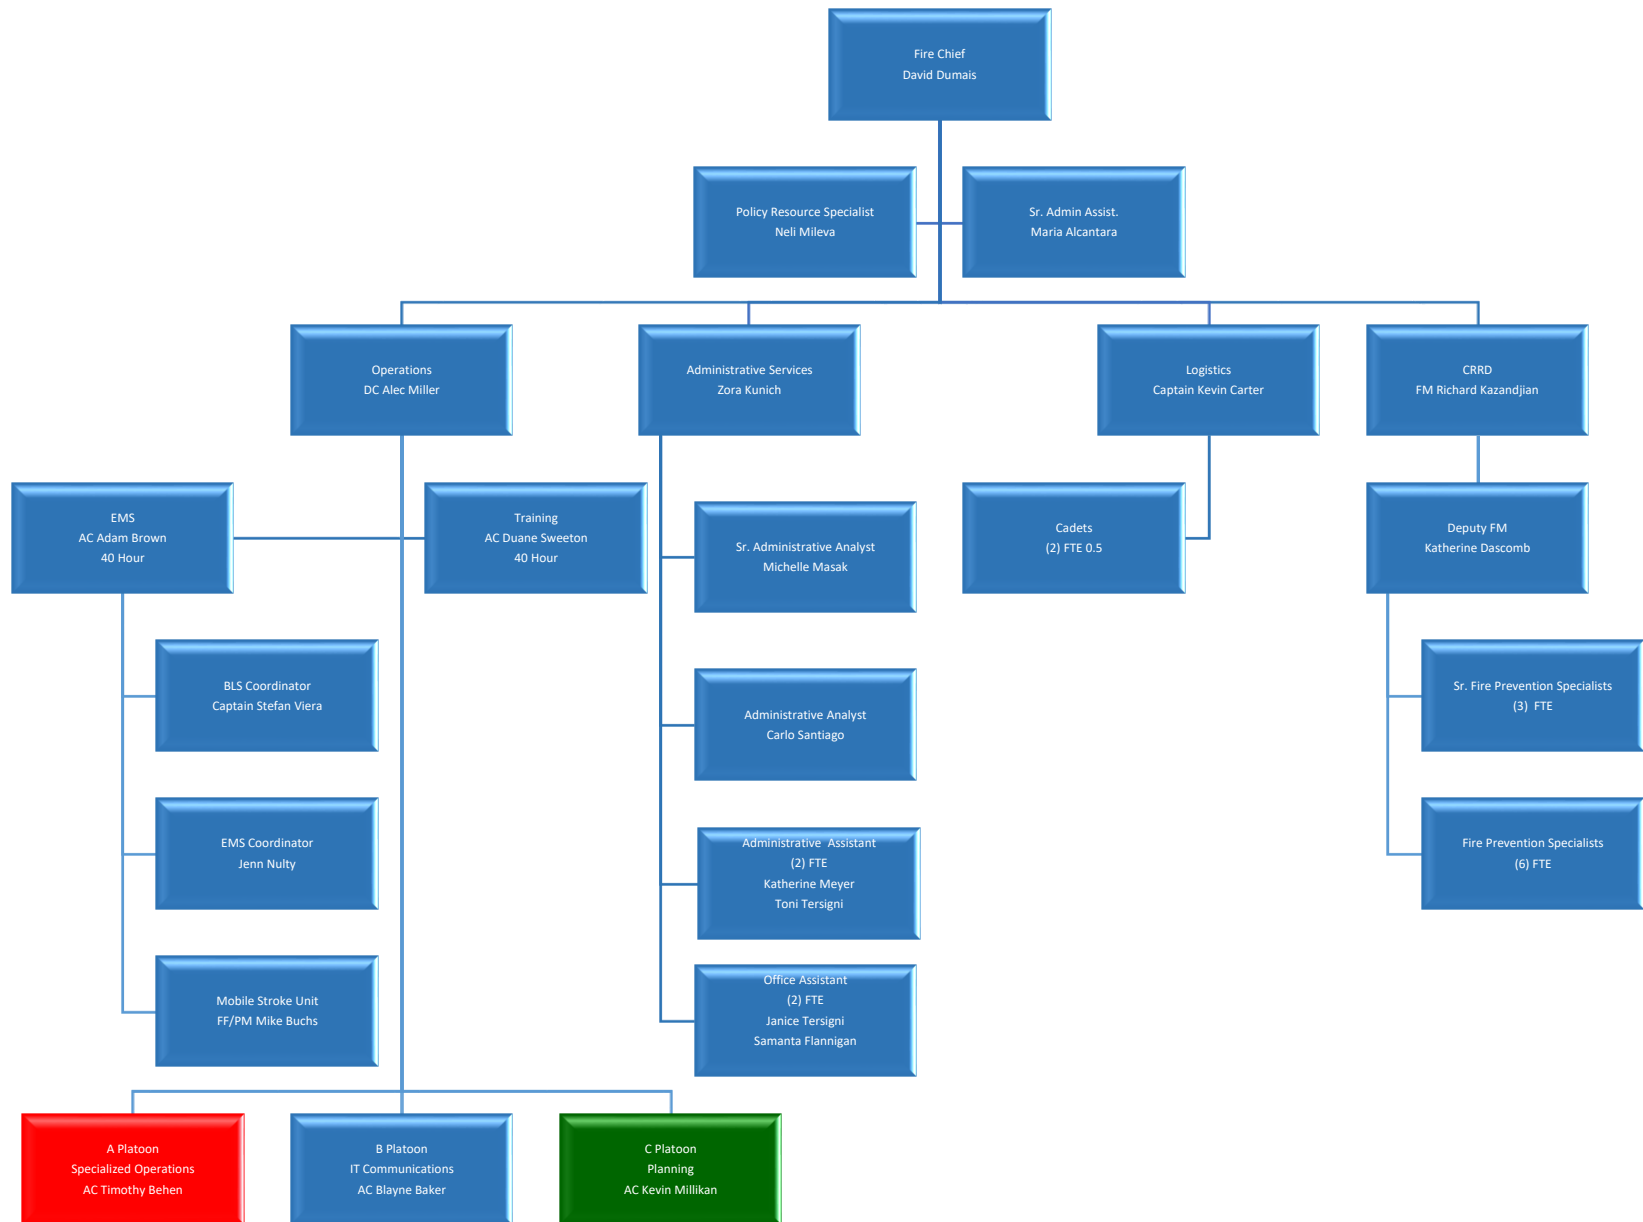 Fire Chief
David Dumais
Policy Resource Specialist
Neli Mileva
Sr. Admin Assist.
Maria Alcantara
Operations
DC Alec Miller
Administrative Services
Zora Kunich
Logistics
Captain Kevin Carter
CRRD
FM Richard Kazandjian
EMS
AC Adam Brown
40 Hour
Training
AC Duane Sweeton
40 Hour
Sr. Administrative Analyst
Michelle Masak
Cadets
(2) FTE 0.5
Deputy FM
Katherine Dascomb
BLS Coordinator
Captain Stefan Viera
Administrative Analyst
Carlo Santiago
Sr. Fire Prevention Specialists
(3) FTE
EMS Coordinator
Jenn Nulty
Administrative Assistant
(2) FTE
Katherine Meyer
Toni Tersigni
Fire Prevention Specialists
(6) FTE
Mobile Stroke Unit
FF/PM Mike Buchs
Office Assistant
(2) FTE
Janice Tersigni
Samanta Flannigan
A Platoon
Specialized Operations
AC Timothy Behen
B Platoon
IT Communications
AC Blayne Baker
C Platoon
Planning
AC Kevin Millikan